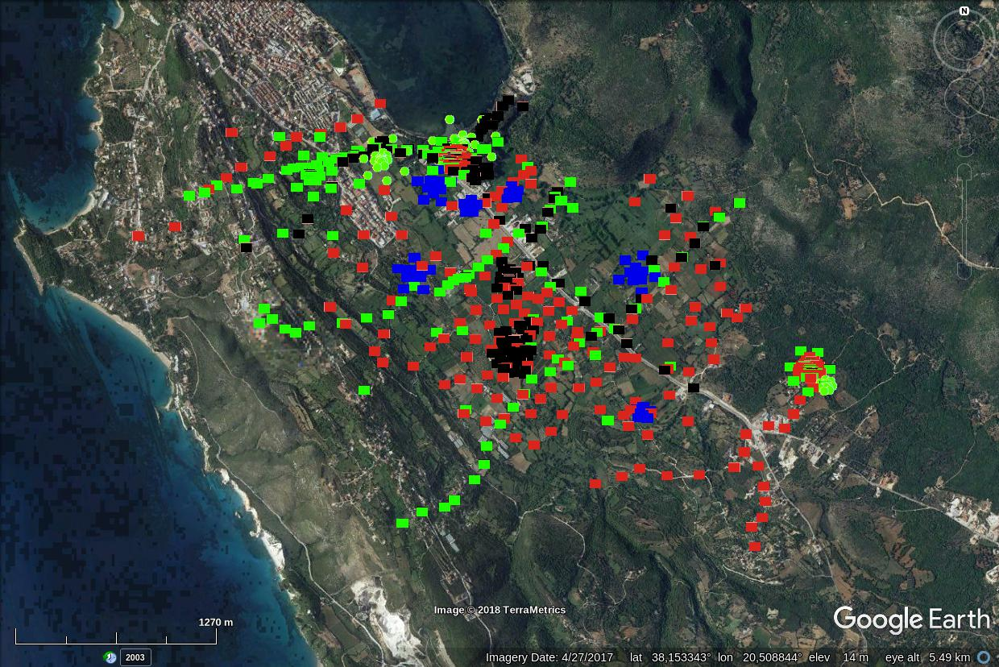 N
1270 m
Image © 2018 TerraMetrics
Google Earth
2003
Imagery Date: 4/27/2017 lat 38,153343° lon 20,508844° elev 14 m eye alt 5.49 km